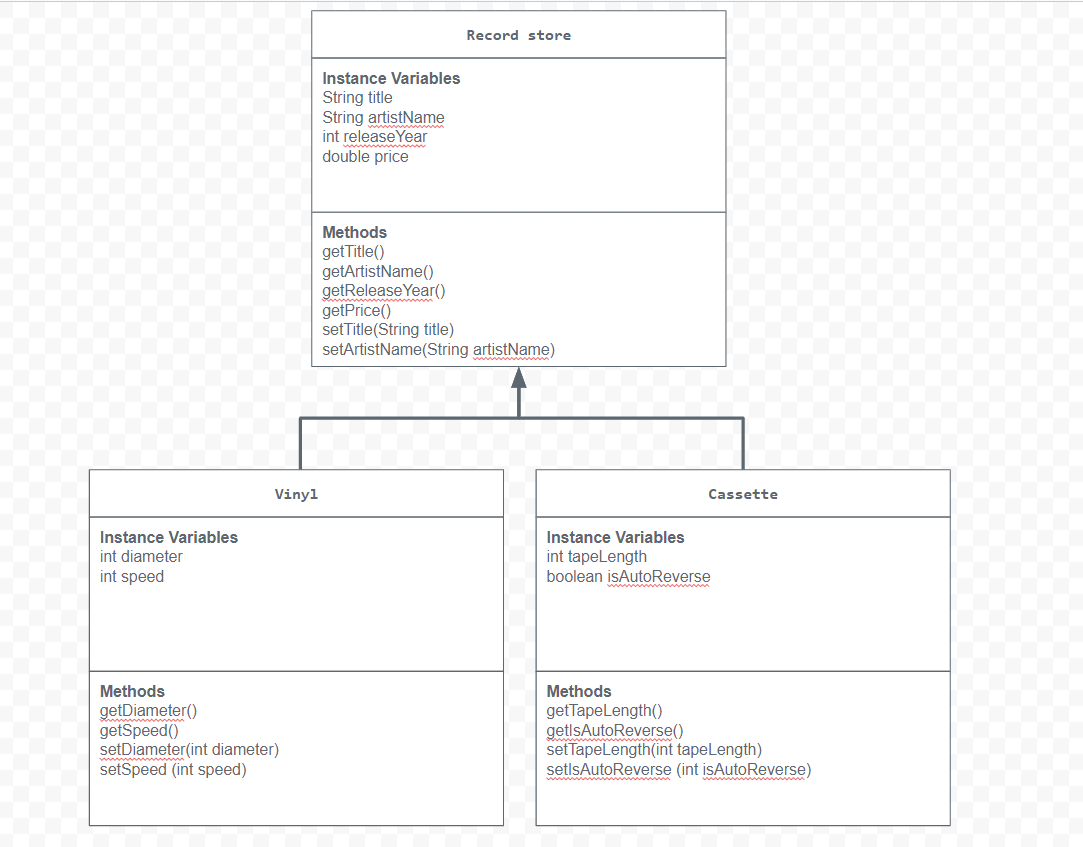 Record store
Instance Variables
String title
String artistName
int releaseYear
double price
Methods
getTitle()
getArtistName()
getReleaseYear()
getPrice()
setTitle(String title)
setArtistName(String artistName)
Vinyl
Instance Variables
int diameter
int speed
Methods
getDiameter()
getSpeed()
setDiameter(int diameter)
setSpeed (int speed)
Cassette
Instance Variables
int tapeLength
boolean isAutoReverse
Methods
getTapeLength()
getIsAutoReverse()
setTapeLength(int tapeLength)
setIsAutoReverse (int isAutoReverse)